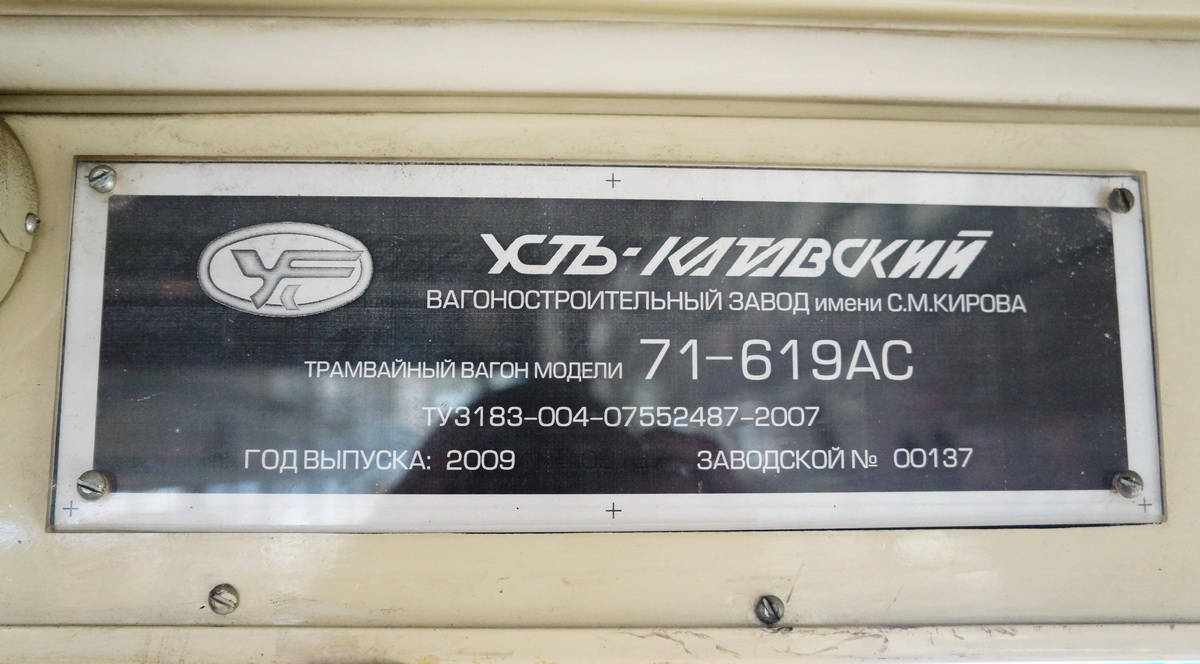 УСТЬ-КАТАВСКИЙ
ВАГОНОСТРОИТЕЛЬНЫЙ ЗАВОД имени С.М.КИРОВА
ТРАМВАЙНЫЙ ВАГОН МОДЕЛИ 71-619АС
ТУ3183-004-07552487-2007
ГОД ВЫПУСКА: 2009 ЗАВОДСКОЙ № 00137